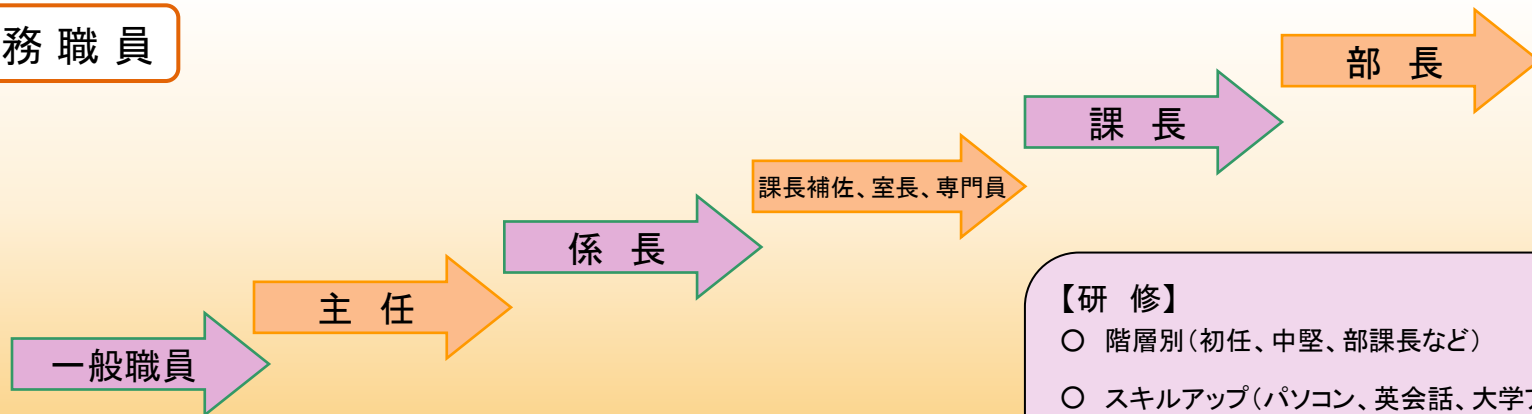 務 職 員
部 長
課 長
課長補佐、室長、専門員
係 長
主 任
一般職員
【研 修】
○ 階層別(初任、中堅、部課長など)
○ スキルアップ(パソコン、英会話、大学